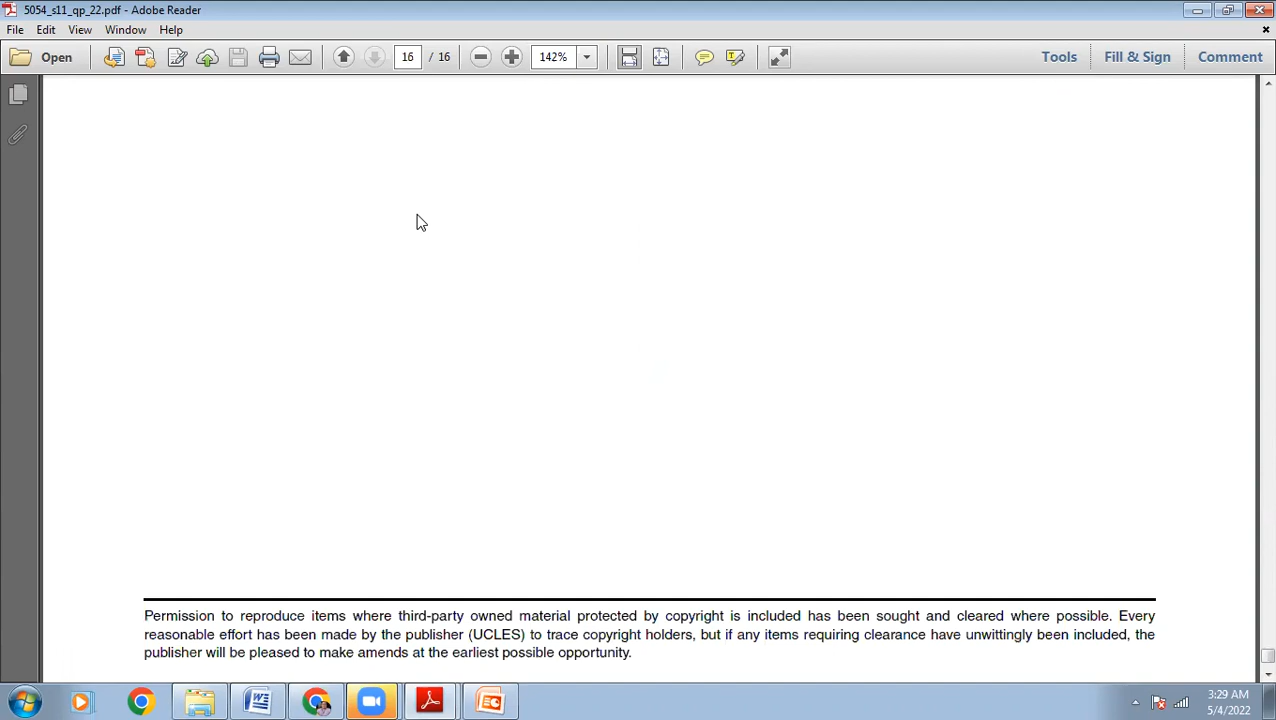 5054_s11_qp_22.pdf - Adobe Reader
File Edit View Window Help
Open 16 / 16 142% Tools Fill & Sign Comment
Permission to reproduce items where third-party owned material protected by copyright is included has been sought and cleared where possible. Every
reasonable effort has been made by the publisher (UCLES) to trace copyright holders, but if any items requiring clearance have unwittingly been included, the
publisher will be pleased to make amends at the earliest possible opportunity.
3:29 AM
5/4/2022